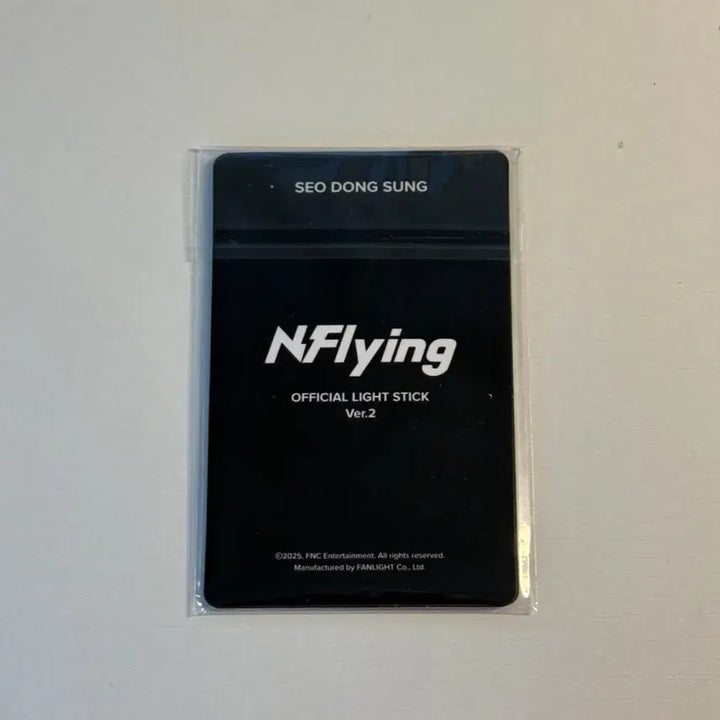 SEO DONG SUNG
N.Flying
OFFICIAL LIGHT STICK
Ver.2
©2025. FNC Entertainment. All rights reserved.
Manufactured by FANLIGHT Co., Ltd.